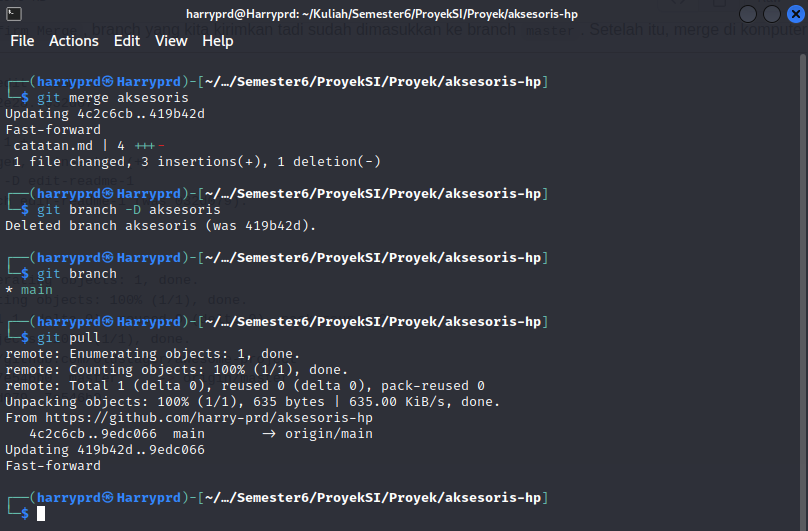 harryprd@Harryprd: ~/Kuliah/Semester6/ProyekSI/Proyek/aksesoris-hp
File Actions Edit View Help
┌──(harryprd㉿Harryprd)-[~/…/Semester6/ProyekSI/Proyek/aksesoris-hp]
└─$ git merge aksesoris
Updating 4c2c6cb..419b42d
Fast-forward
catatan.md | 4 +++-
1 file changed, 3 insertions(+), 1 deletion(-)
┌──(harryprd㉿Harryprd)-[~/…/Semester6/ProyekSI/Proyek/aksesoris-hp]
└─$ git branch -D aksesoris
Deleted branch aksesoris (was 419b42d).
┌──(harryprd㉿Harryprd)-[~/…/Semester6/ProyekSI/Proyek/aksesoris-hp]
└─$ git branch
* main
┌──(harryprd㉿Harryprd)-[~/…/Semester6/ProyekSI/Proyek/aksesoris-hp]
└─$ git pull
remote: Enumerating objects: 1, done.
remote: Counting objects: 100% (1/1), done.
remote: Total 1 (delta 0), reused 0 (delta 0), pack-reused 0
Unpacking objects: 100% (1/1), 635 bytes | 635.00 KiB/s, done.
From https://github.com/harry-prd/aksesoris-hp
4c2c6cb..9edc066 main -> origin/main
Updating 419b42d..9edc066
Fast-forward
┌──(harryprd㉿Harryprd)-[~/…/Semester6/ProyekSI/Proyek/aksesoris-hp]
└─$